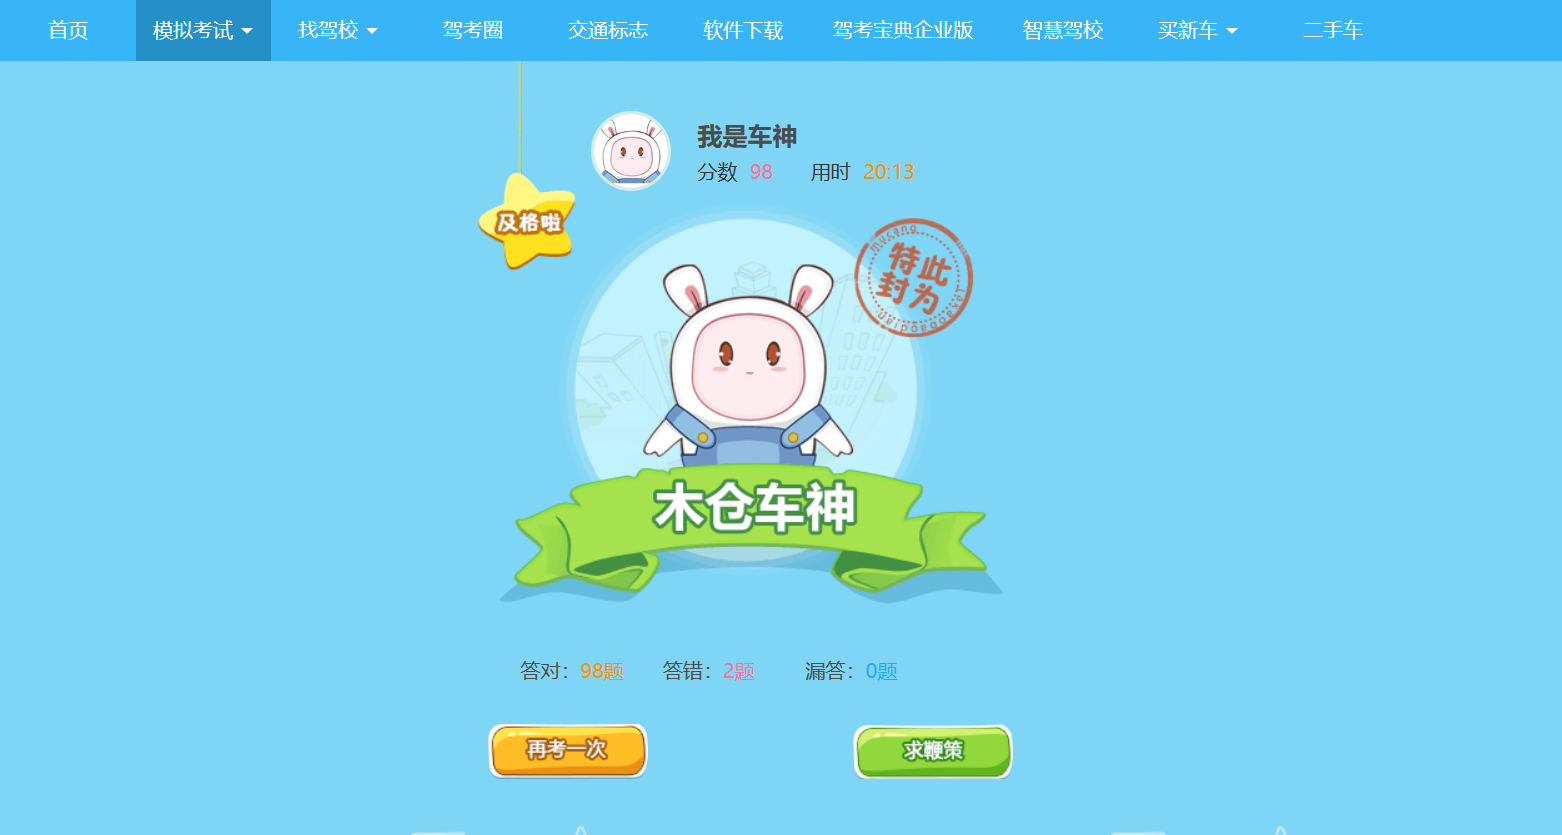 首页 模拟考试 找驾校 驾考圈 交通标志 软件下载 驾考宝典企业版 智慧驾校 买新车 二手车
我是车神
分数 98 用时 20:13
及格啦
mucang
特此
封为
jiakaobaodian
木仓车神
答对：98题 答错：2题 漏答：0题
再考一次 求鞭策